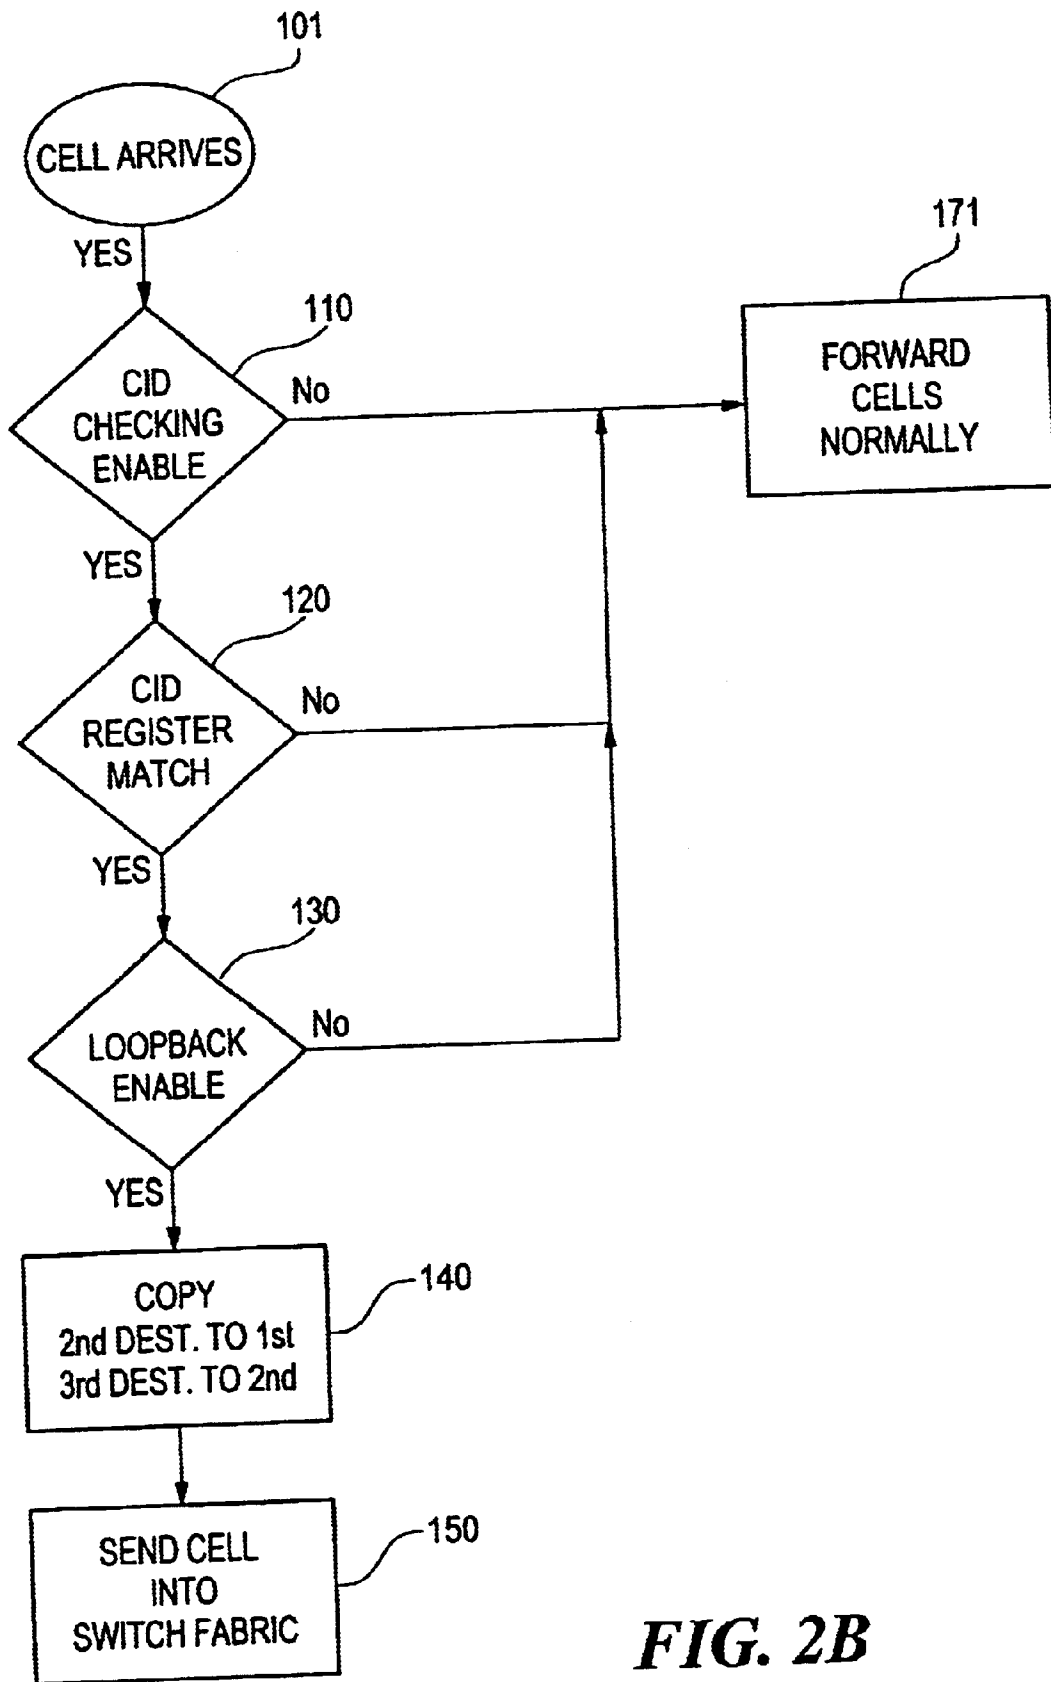 101
CELL ARRIVES
YES
171
110
CID
CHECKING
ENABLE
No
FORWARD
CELLS
NORMALLY
YES
120
CID
REGISTER
MATCH
No
YES
130
LOOPBACK
ENABLE
No
YES
COPY
2nd DEST. TO 1st
3rd DEST. TO 2nd
140
SEND CELL
INTO
SWITCH FABRIC
150
FIG. 2B